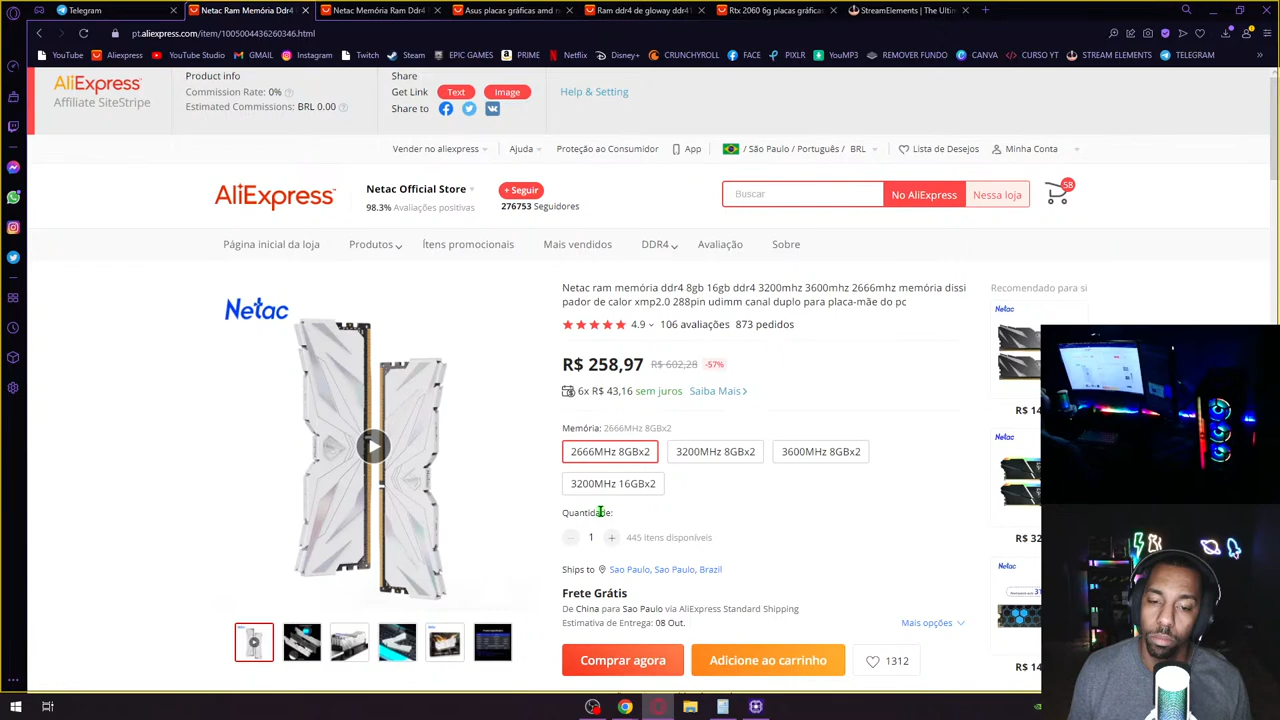 Telegram
Netac Ram Memória Ddr4
Netac Memória Ram Ddr4
Asus placas gráficas amd
Ram ddr4 de gloway ddr4
Rtx 2060 6g placas gráficas
StreamElements | The Ultim
pt.aliexpress.com/item/1005004436260346.html
YouTube
Aliexpress
YouTube Studio
GMAIL
Instagram
Twitch
Steam
EPIC GAMES
PRIME
Netflix
Disney+
CRUNCHYROLL
FACE
PIXLR
YouMP3
REMOVER FUNDO
CANVA
CURSO YT
STREAM ELEMENTS
TELEGRAM
AliExpress
Affiliate SiteStripe
Product info
Commission Rate: 0%
Estimated Commissions: BRL 0.00
Share
Get Link Text Image
Share to
Help & Setting
Vender no aliexpress
Ajuda
Proteção ao Consumidor
App
/ São Paulo / Português / BRL
Lista de Desejos
Minha Conta
AliExpress
Netac Official Store
98.3% Avaliações positivas
+ Seguir
276753 Seguidores
Buscar
No AliExpress
Nessa loja
58
Página inicial da loja
Produtos
Ítens promocionais
Mais vendidos
DDR4
Avaliação
Sobre
Netac
Netac ram memória ddr4 8gb 16gb ddr4 3200mhz 3600mhz 2666mhz memória dissi
pador de calor xmp2.0 288pin udimm canal duplo para placa-mãe do pc
4.9 106 avaliações 873 pedidos
R$ 258,97 R$ 602,28 -57%
6x R$ 43,16 sem juros Saiba Mais
Memória: 2666MHz 8GBx2
2666MHz 8GBx2
3200MHz 8GBx2
3600MHz 8GBx2
3200MHz 16GBx2
Quantidade:
1
445 itens disponíveis
Ships to Sao Paulo, Sao Paulo, Brazil
Frete Grátis
De China para Sao Paulo via AliExpress Standard Shipping
Estimativa de Entrega: 08 Out.
Mais opções
Comprar agora
Adicione ao carrinho
1312
Recomendado para si
Netac
R$ 14
Netac
R$ 32
Netac
R$ 14